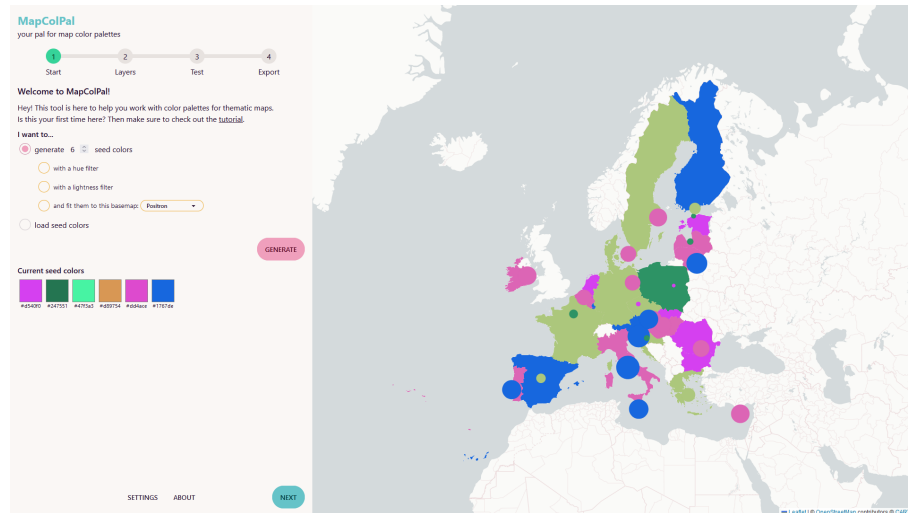 MapColPal
your pal for map color palettes
1 2 3 4
Start Layers Test Export
Welcome to MapColPal!
Hey! This tool is here to help you work with color palettes for thematic maps.
Is this your first time here? Then make sure to check out the tutorial.
I want to...
generate 6 seed colors
with a hue filter
with a lightness filter
and fit them to this basemap: Positron
load seed colors
GENERATE
Current seed colors
#d540f0 #247551 #47f3a3 #d89754 #dd4ace #1767de
SETTINGS ABOUT NEXT
Leaflet | © OpenStreetMap contributors © CAR